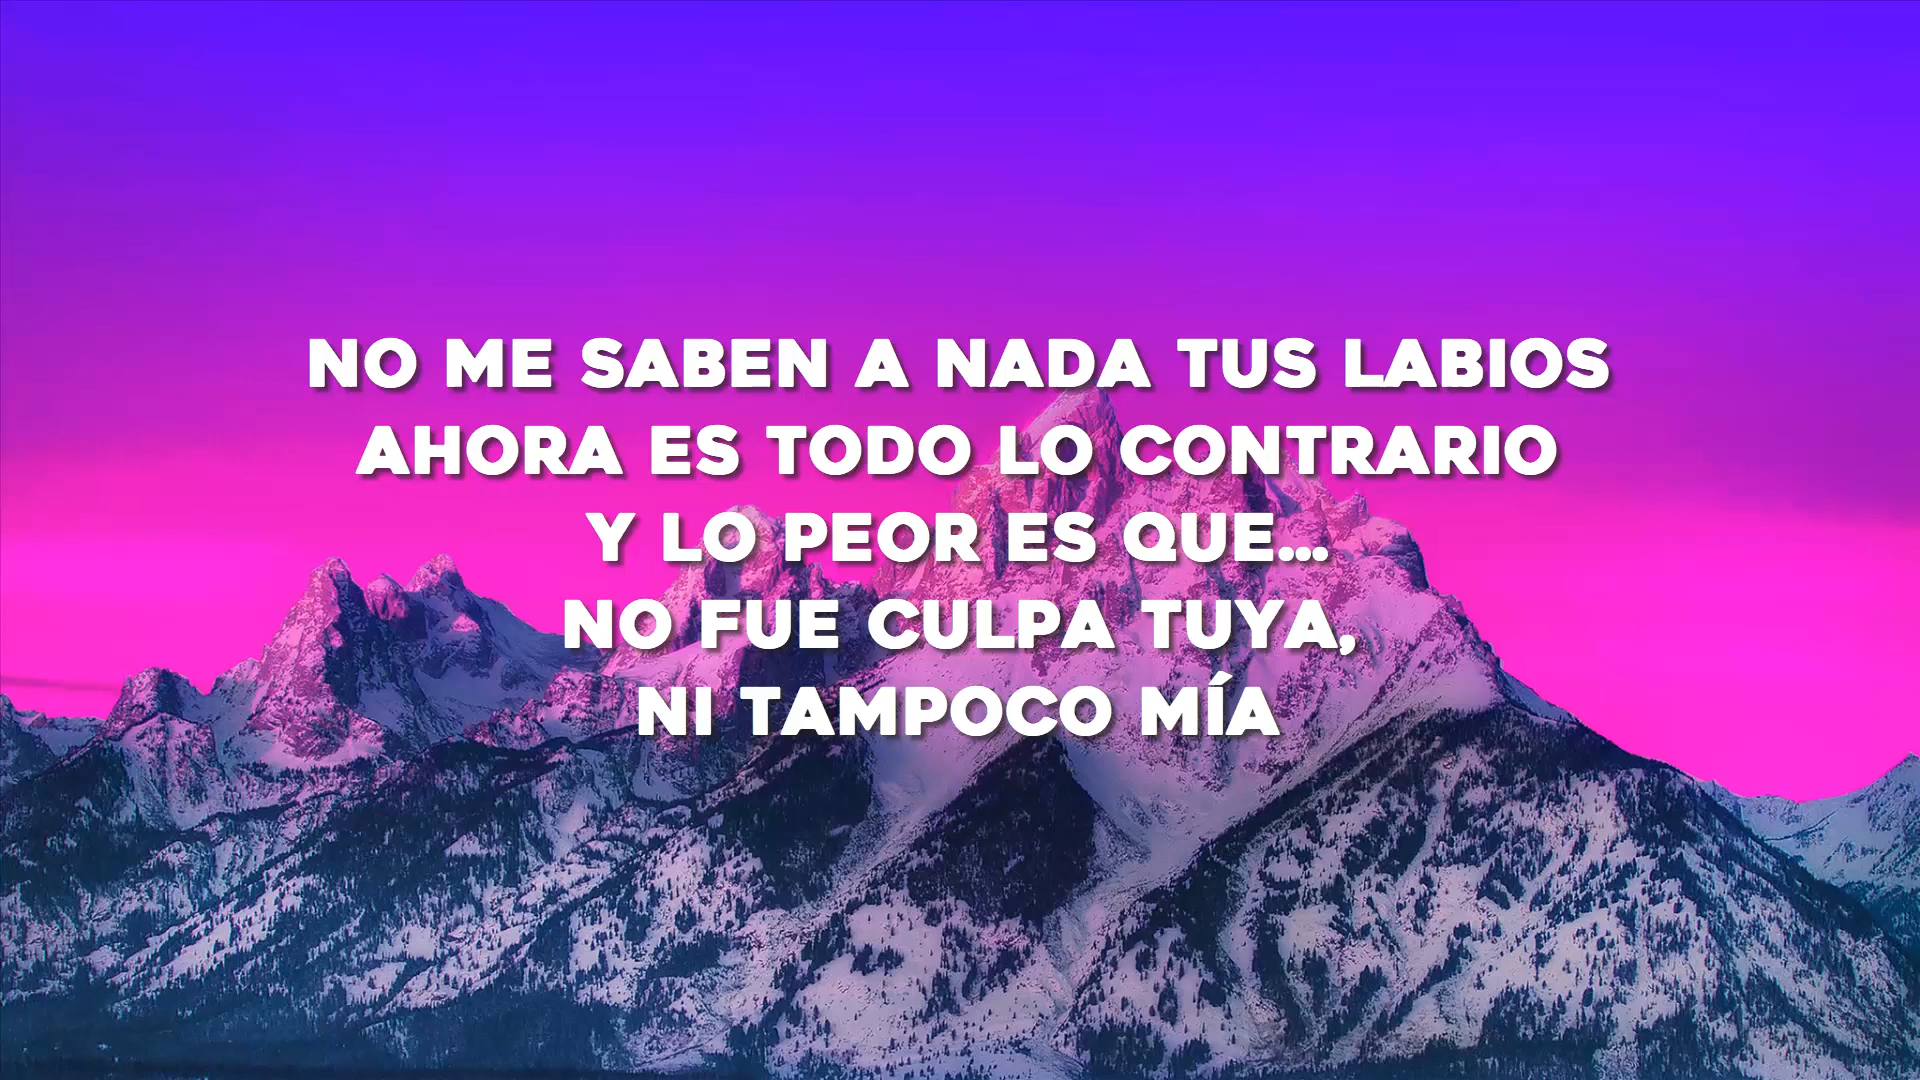 NO ME SABEN A NADA TUS LABIOS
AHORA ES TODO LO CONTRARIO
Y LO PEOR ES QUE...
NO FUE CULPA TUYA,
NI TAMPOCO MÍA